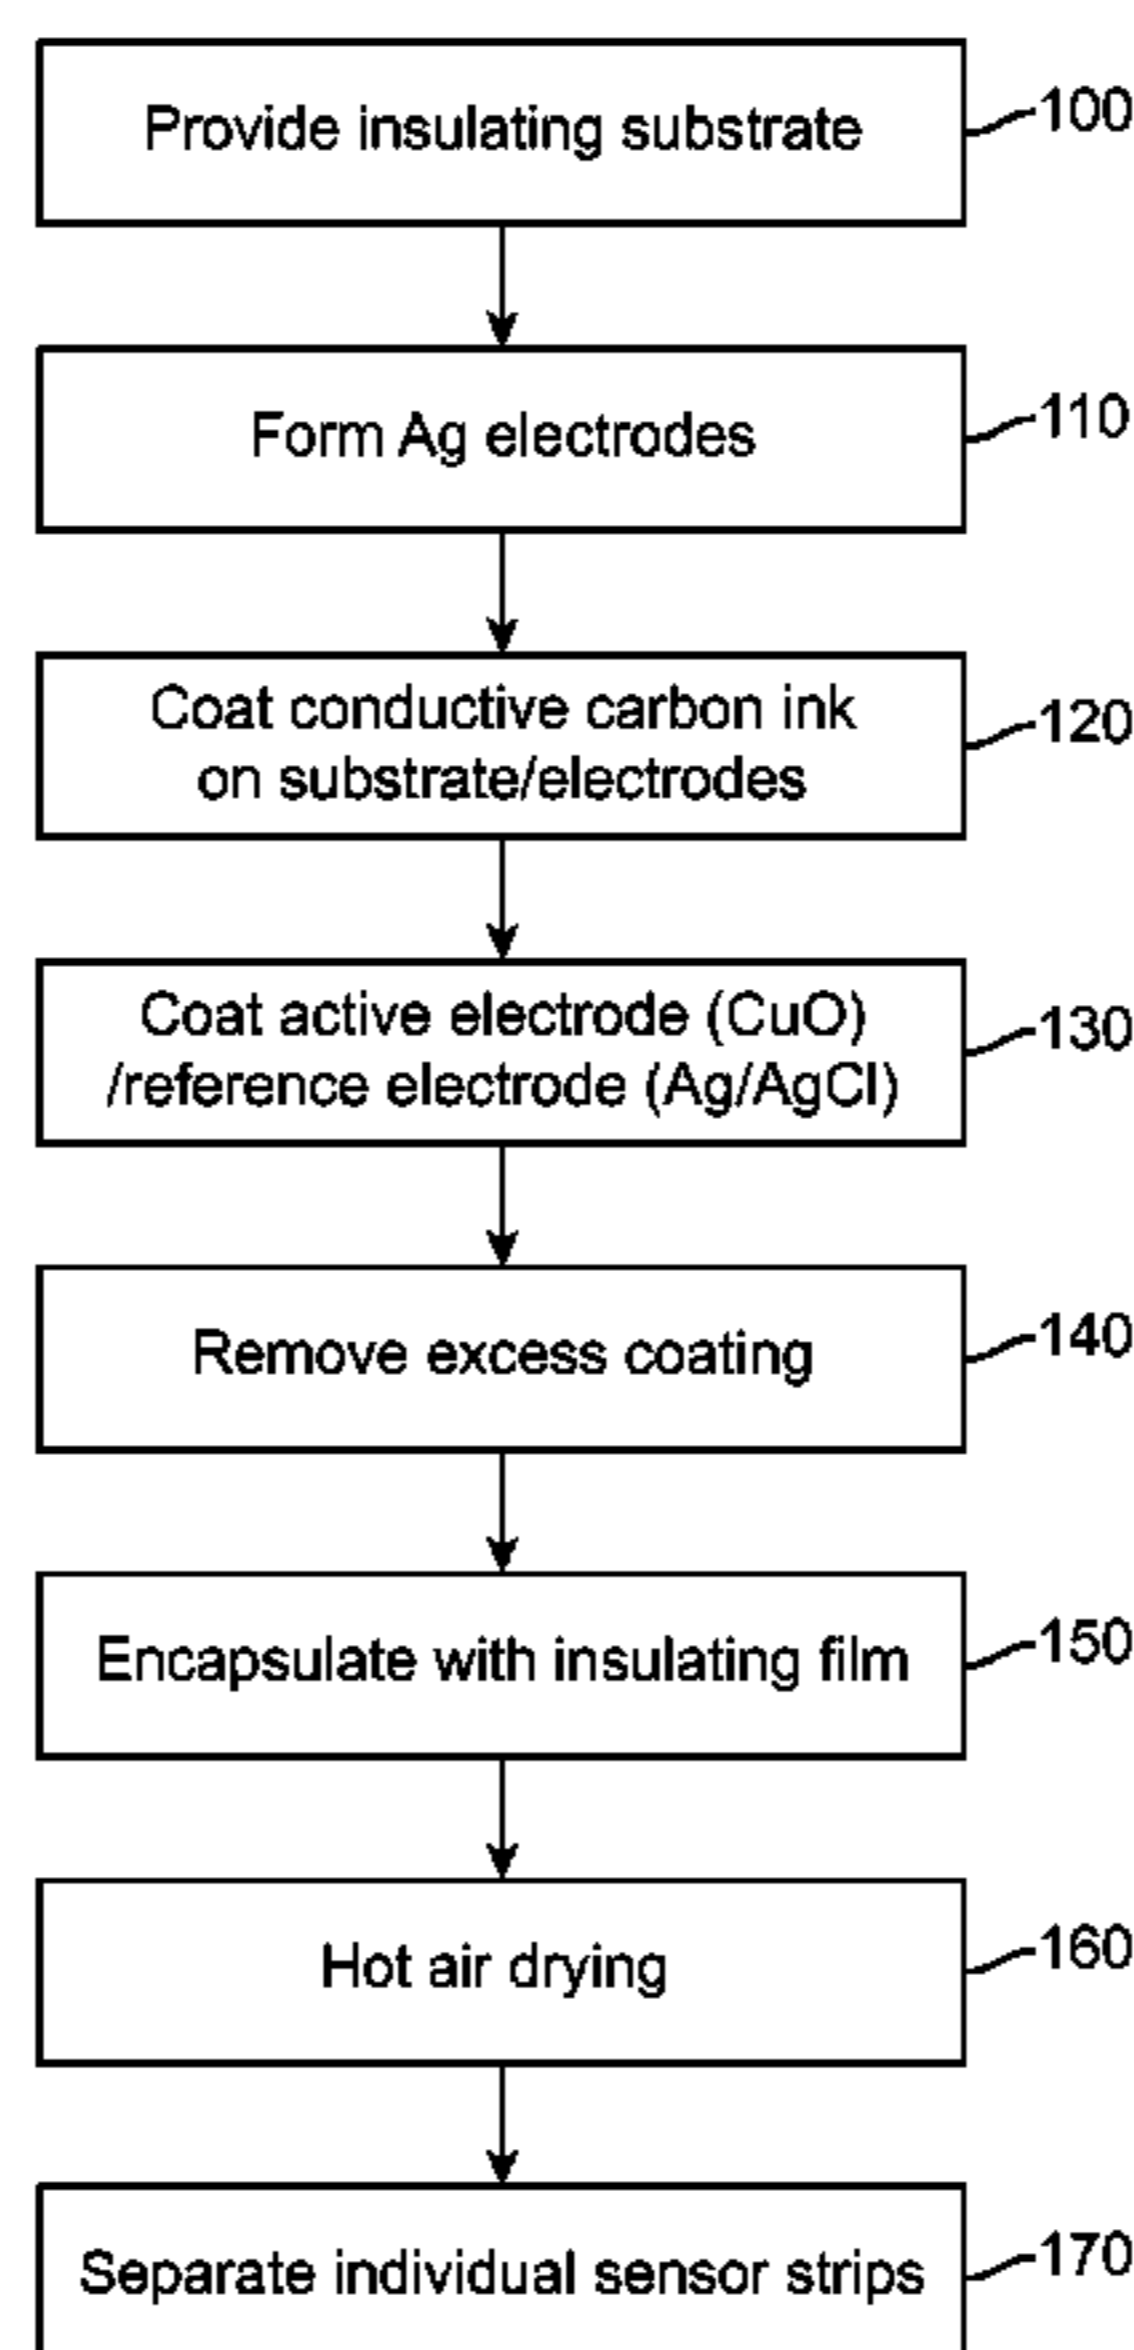 Provide insulating substrate
100
Form Ag electrodes
110
Coat conductive carbon ink
on substrate/electrodes
120
Coat active electrode (CuO)
/reference electrode (Ag/AgCl)
130
Remove excess coating
140
Encapsulate with insulating film
150
Hot air drying
160
Separate individual sensor strips
170